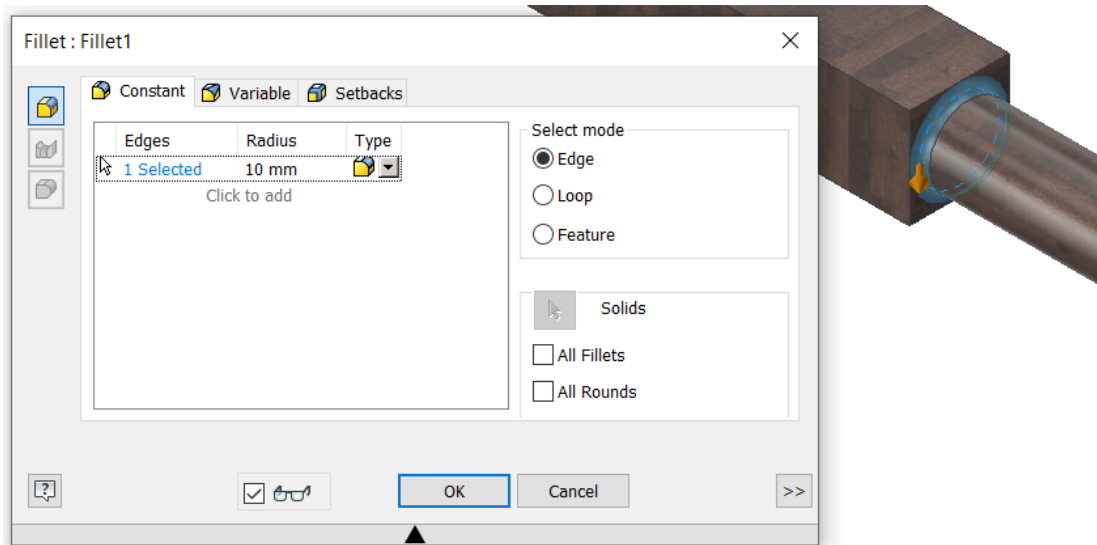 Fillet : Fillet1
Constant Variable Setbacks
Edges Radius Type
1 Selected 10 mm
Click to add
Select mode
Edge
Loop
Feature
Solids
All Fillets
All Rounds
? OK Cancel >>